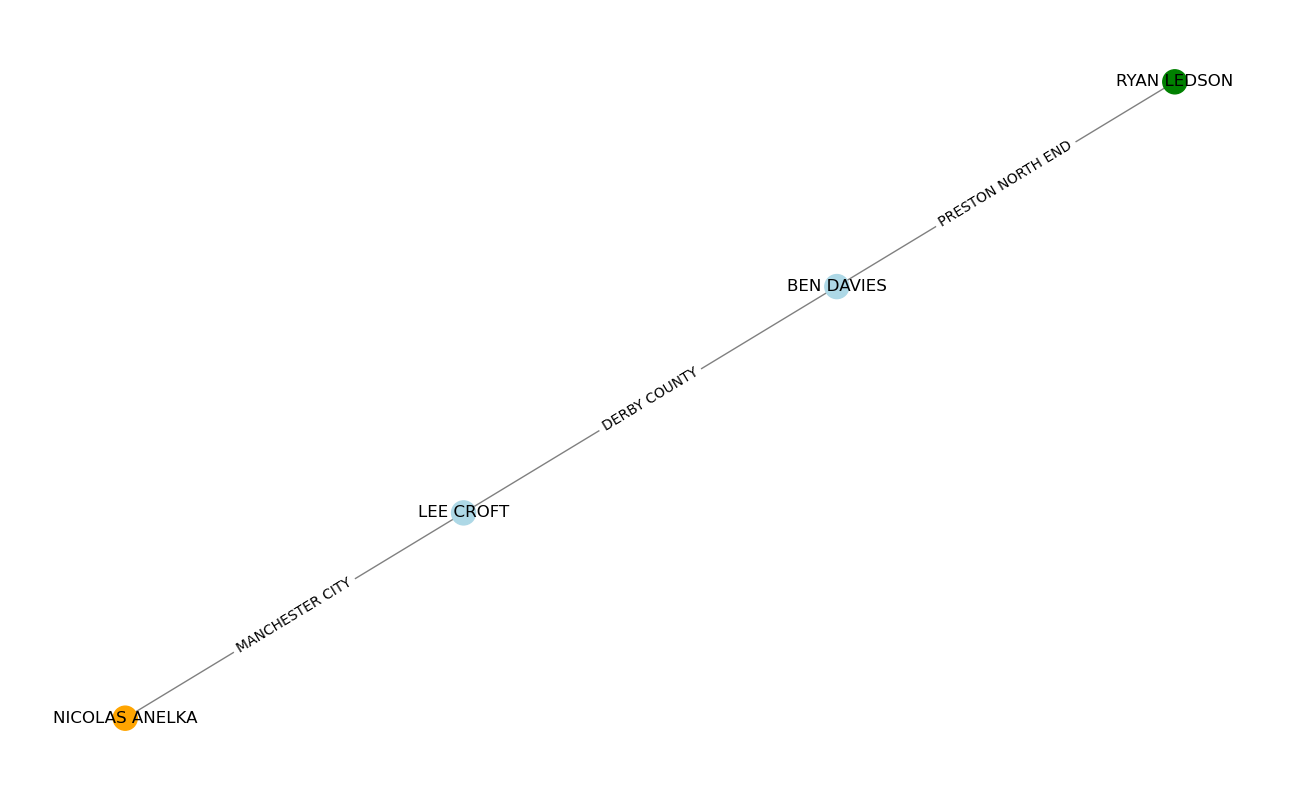 RYAN LEDSON
PRESTON NORTH END
BEN DAVIES
DERBY COUNTY
LEE CROFT
MANCHESTER CITY
NICOLAS ANELKA